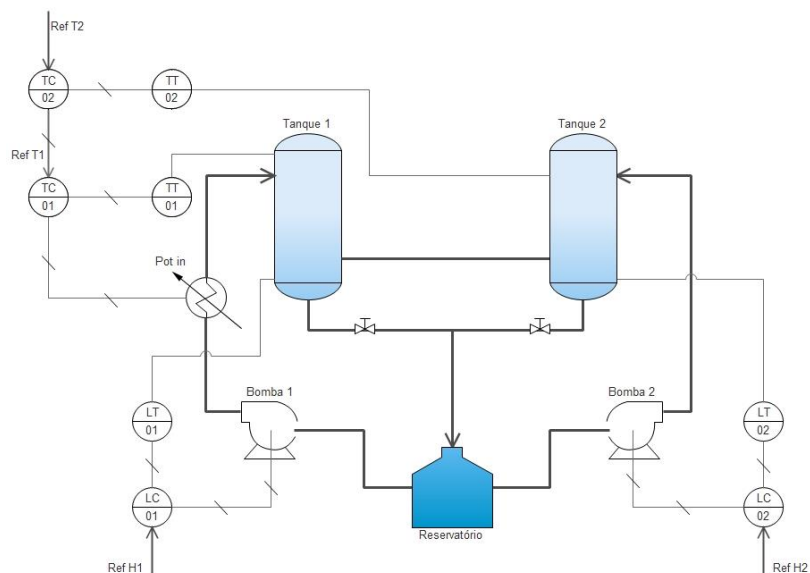 Ref T2
TC
02
TT
02
Tanque 1
Tanque 2
Ref T1
TC
01
TT
01
Pot in
Bomba 1
Bomba 2
LT
01
LT
02
LC
01
LC
02
Reservatório
Ref H1
Ref H2